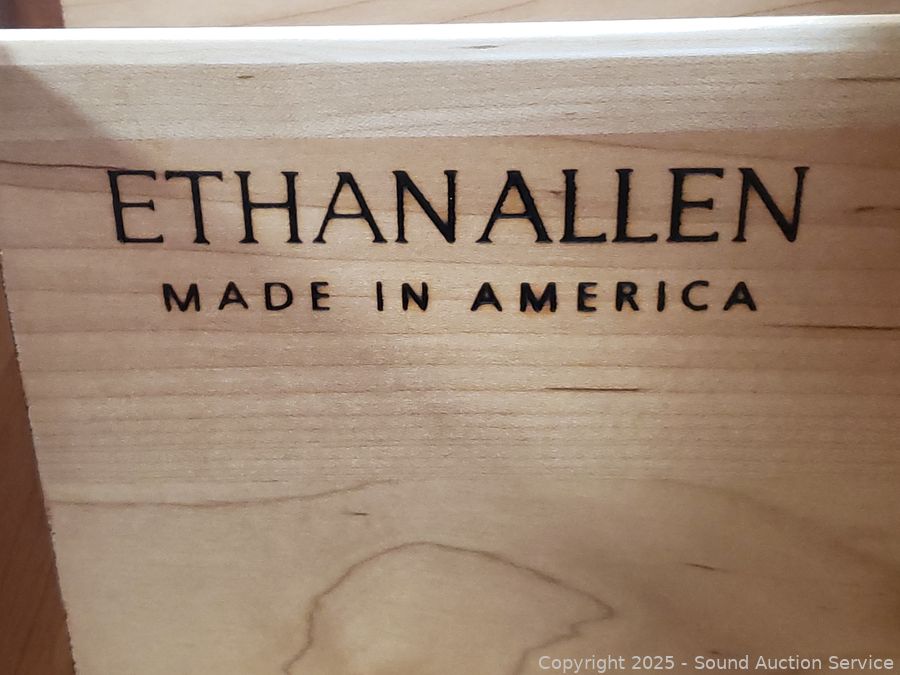 ETHAN ALLEN
MADE IN AMERICA
Copyright 2025 - Sound Auction Service